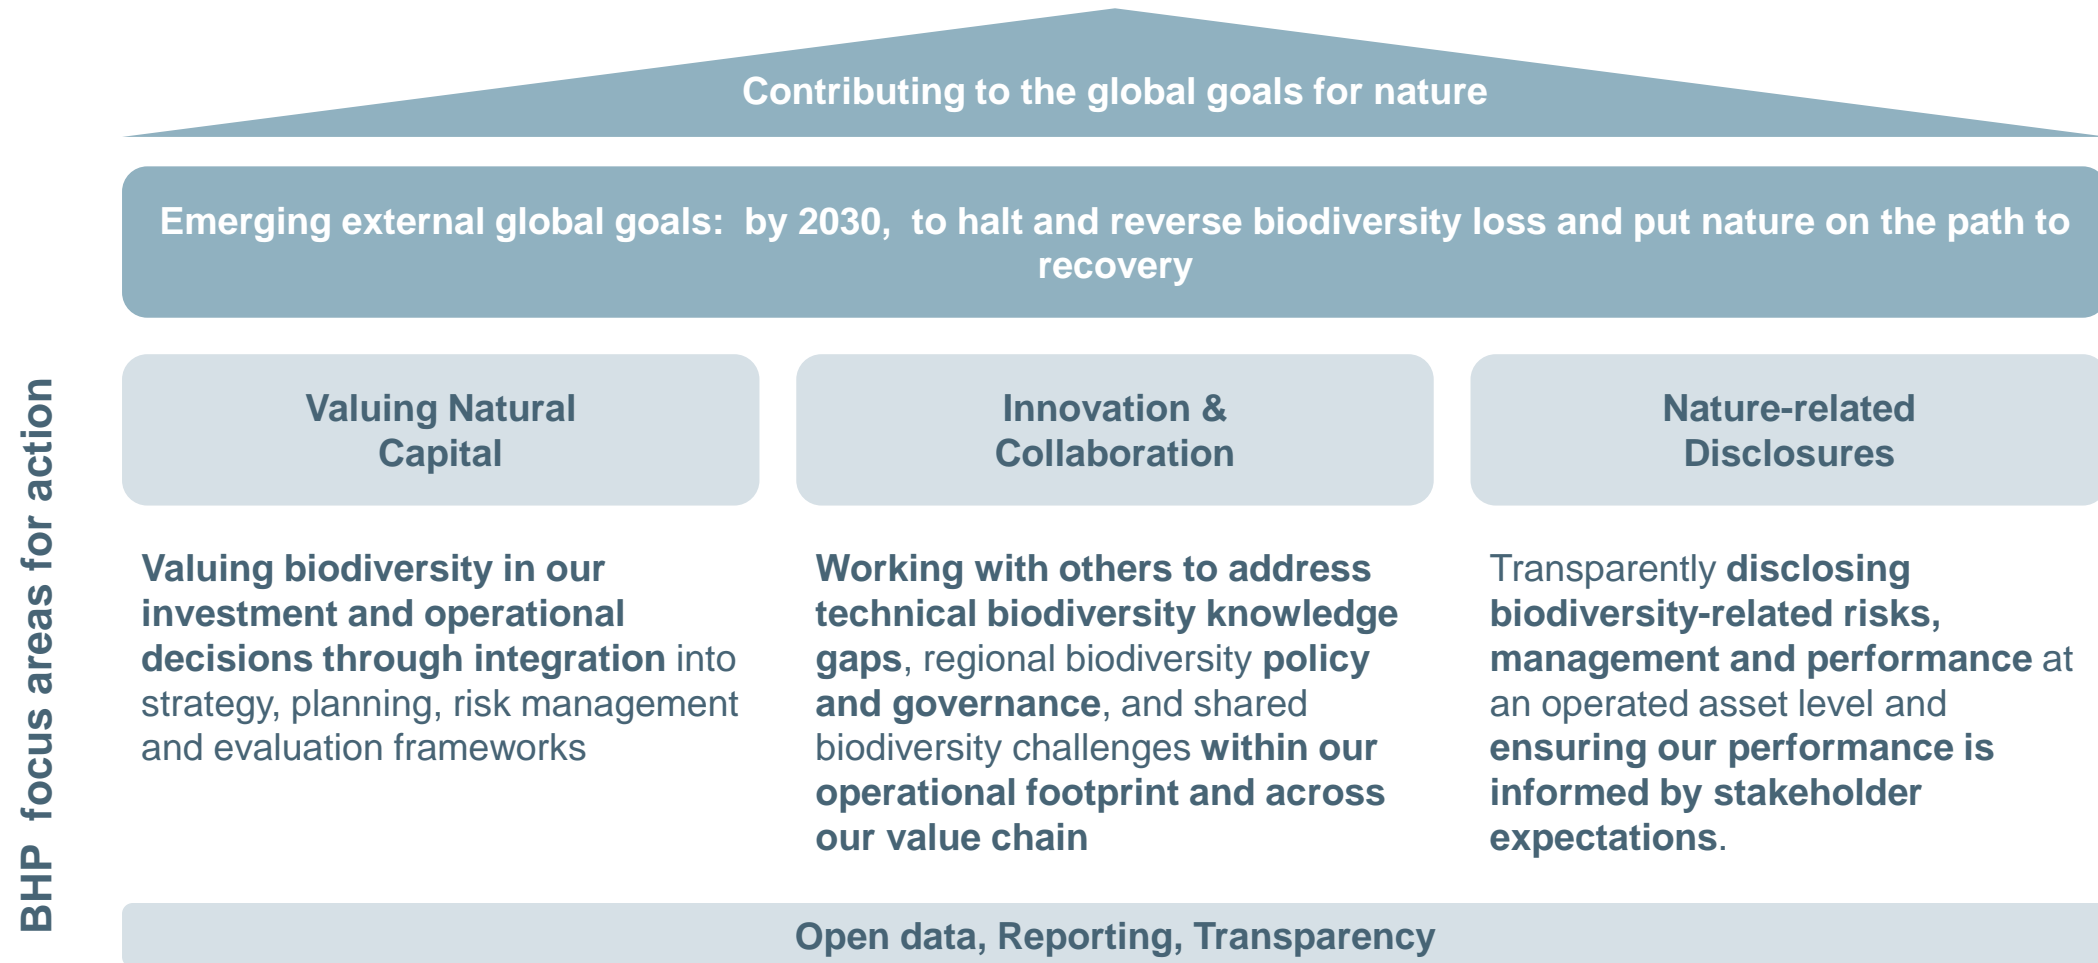 Contributing to the global goals for nature
Emerging external global goals:  by 2030,  to halt and reverse biodiversity loss and put nature on the path to
recovery
BHP  focus areas for action
Valuing Natural
Capital
Valuing biodiversity in our
investment and operational
decisions through integration into
strategy, planning, risk management
and evaluation frameworks
Innovation &
Collaboration
Working with others to address
technical biodiversity knowledge
gaps, regional biodiversity policy
and governance, and shared
biodiversity challenges within our
operational footprint and across
our value chain
Nature-related
Disclosures
Transparently disclosing
biodiversity-related risks,
management and performance at
an operated asset level and
ensuring our performance is
informed by stakeholder
expectations.
Open data, Reporting, Transparency